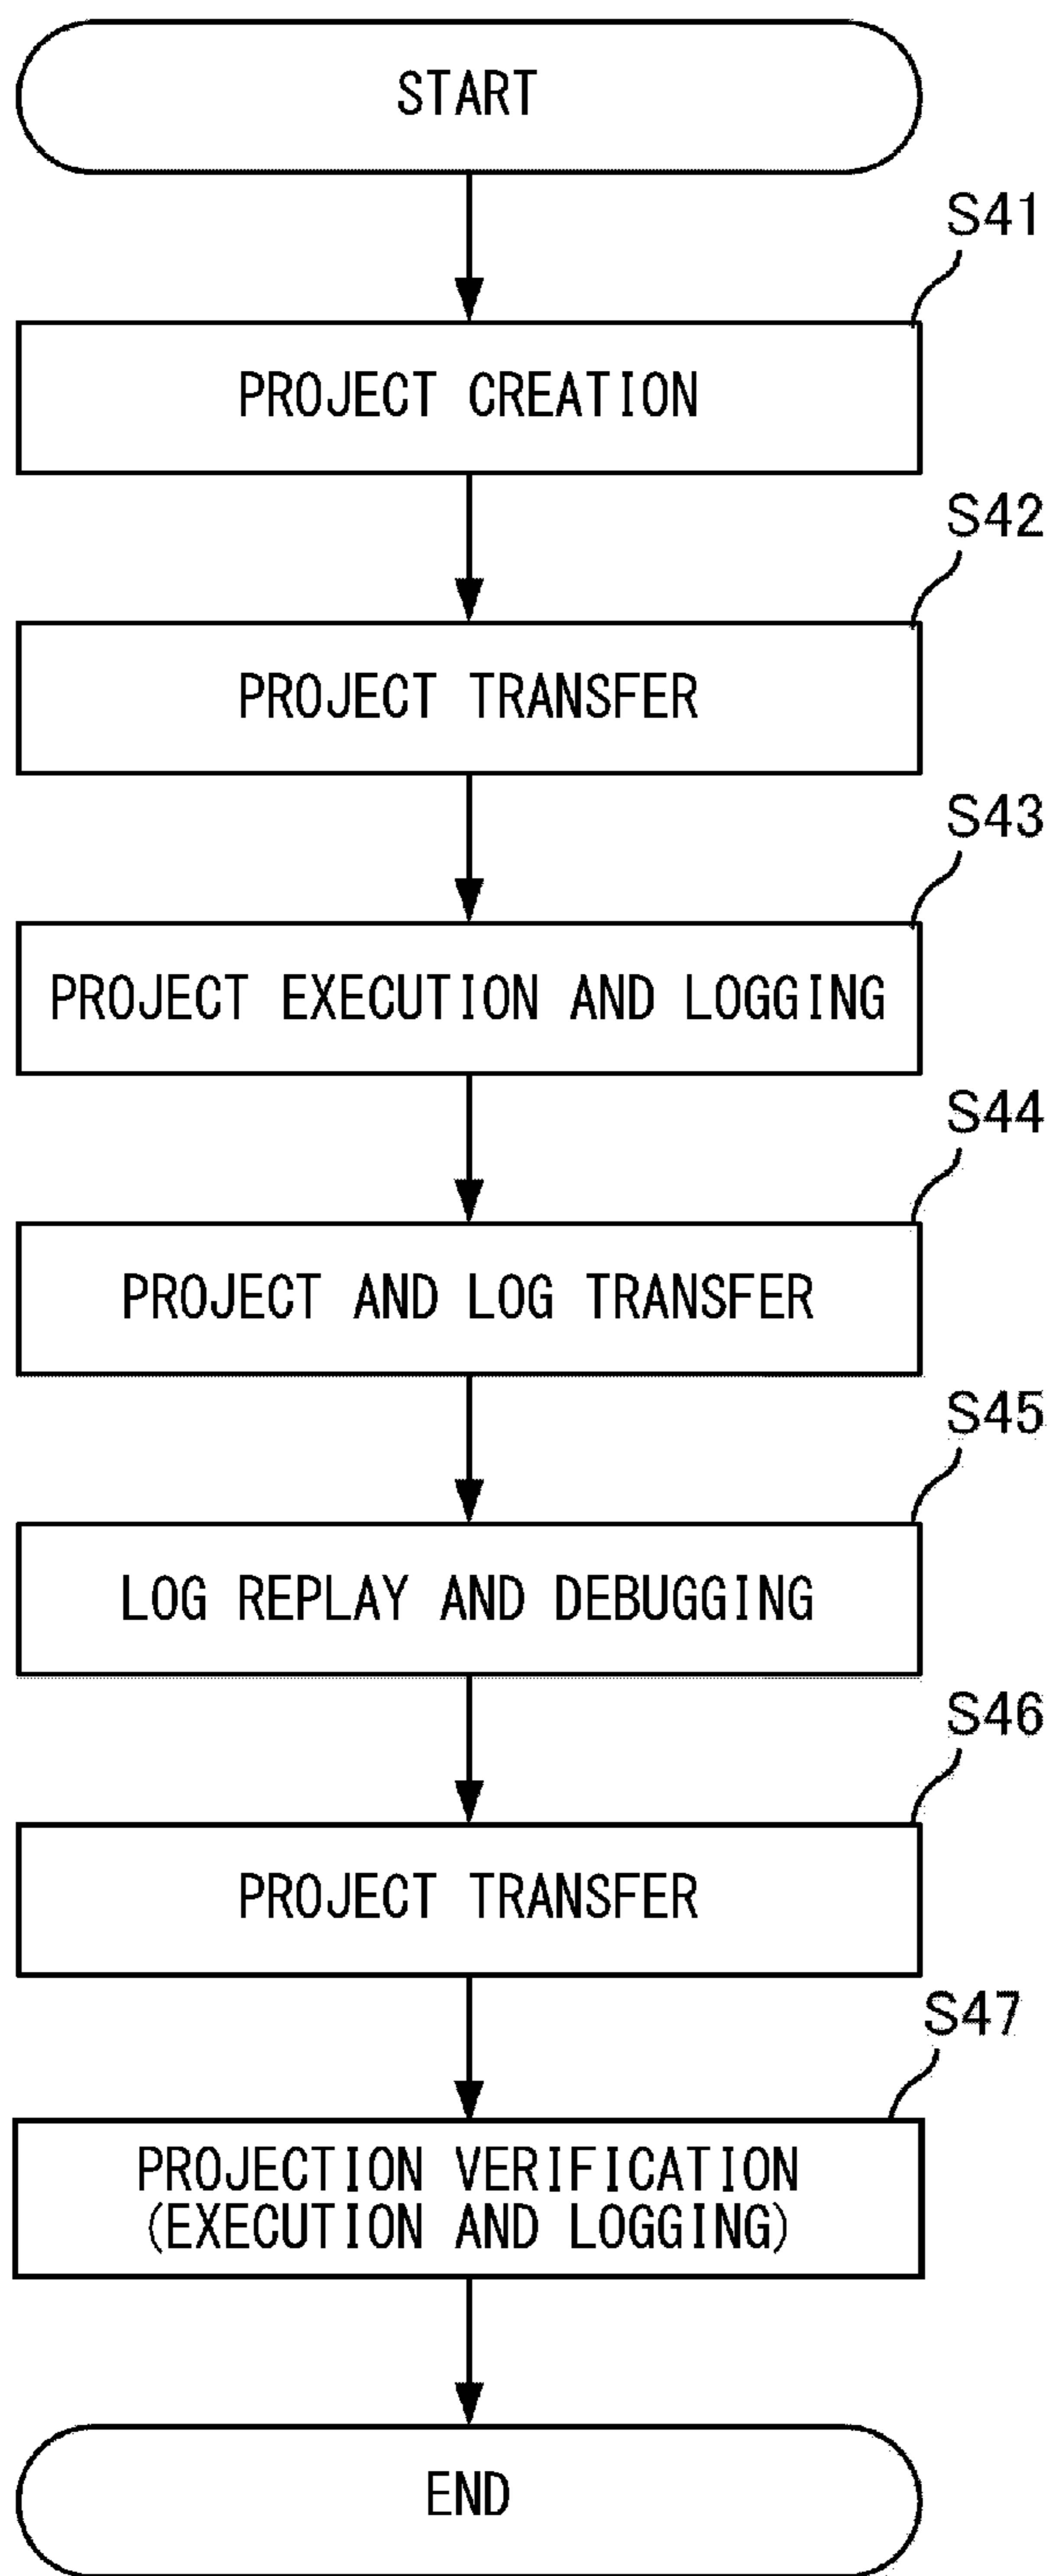 START
S41
PROJECT CREATION
S42
PROJECT TRANSFER
S43
PROJECT EXECUTION AND LOGGING
S44
PROJECT AND LOG TRANSFER
S45
LOG REPLAY AND DEBUGGING
S46
PROJECT TRANSFER
S47
PROJECTION VERIFICATION
(EXECUTION AND LOGGING)
END